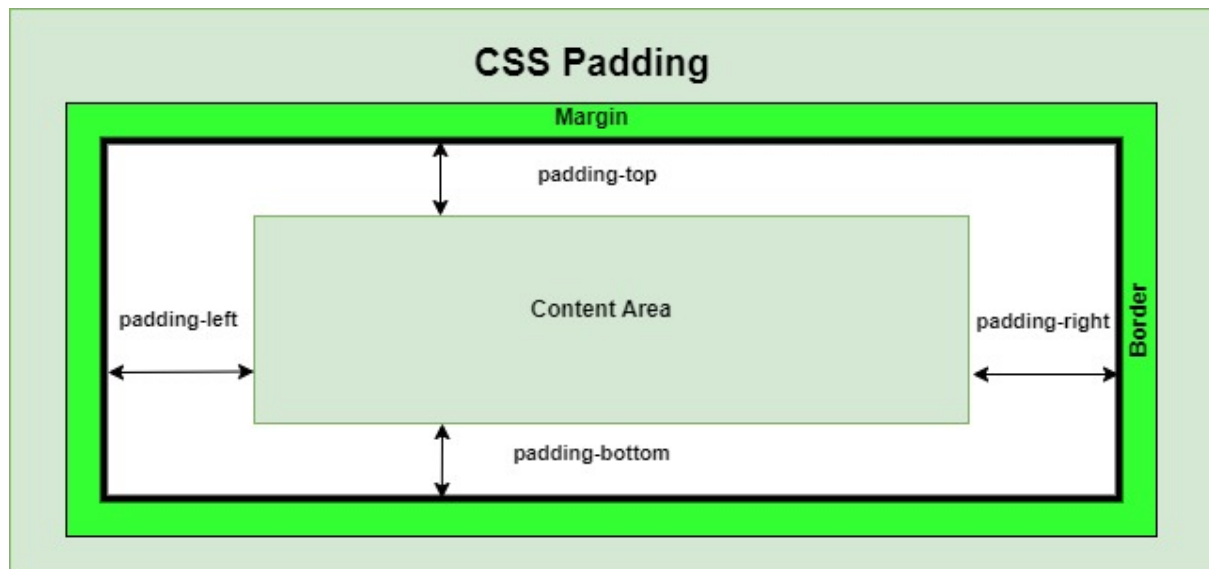 CSS Padding
Margin
padding-top
Content Area
padding-left
padding-right
Border
padding-bottom